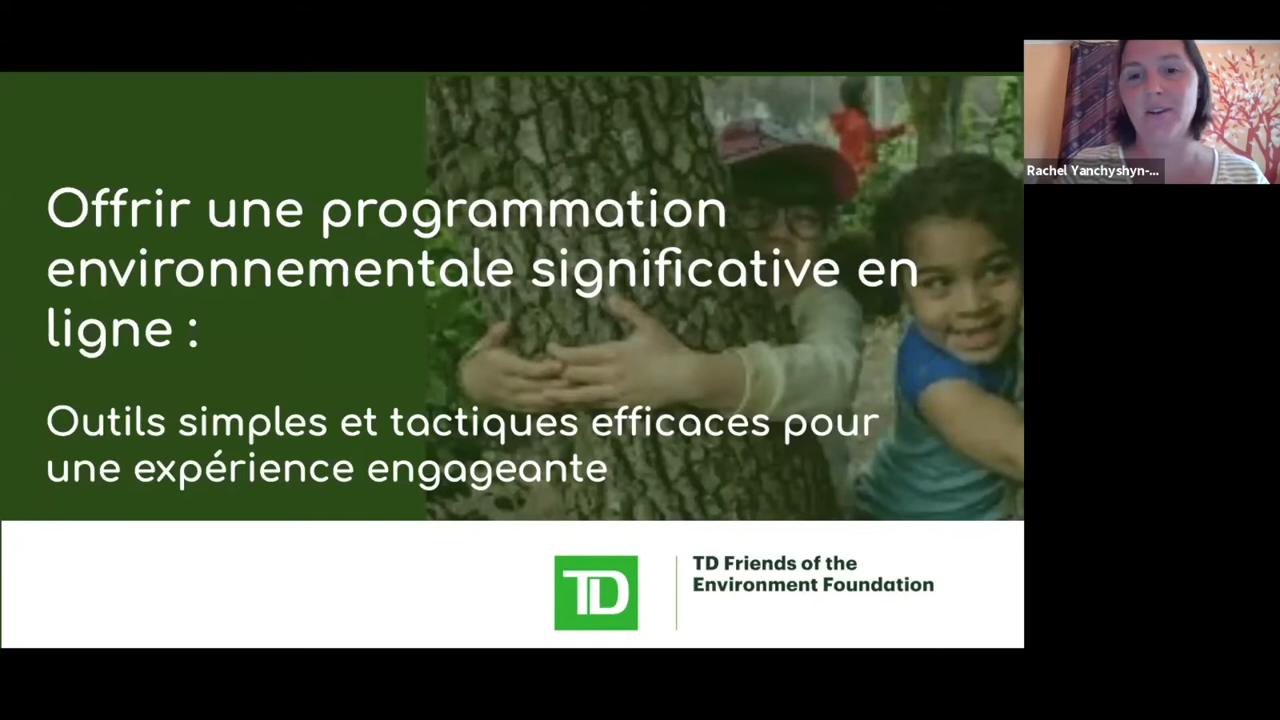 Offrir une programmation
environnementale significative en
ligne :
Outils simples et tactiques efficaces pour
une expérience engageante
TD
TD Friends of the
Environment Foundation
Rachel Yanchyshyn-...